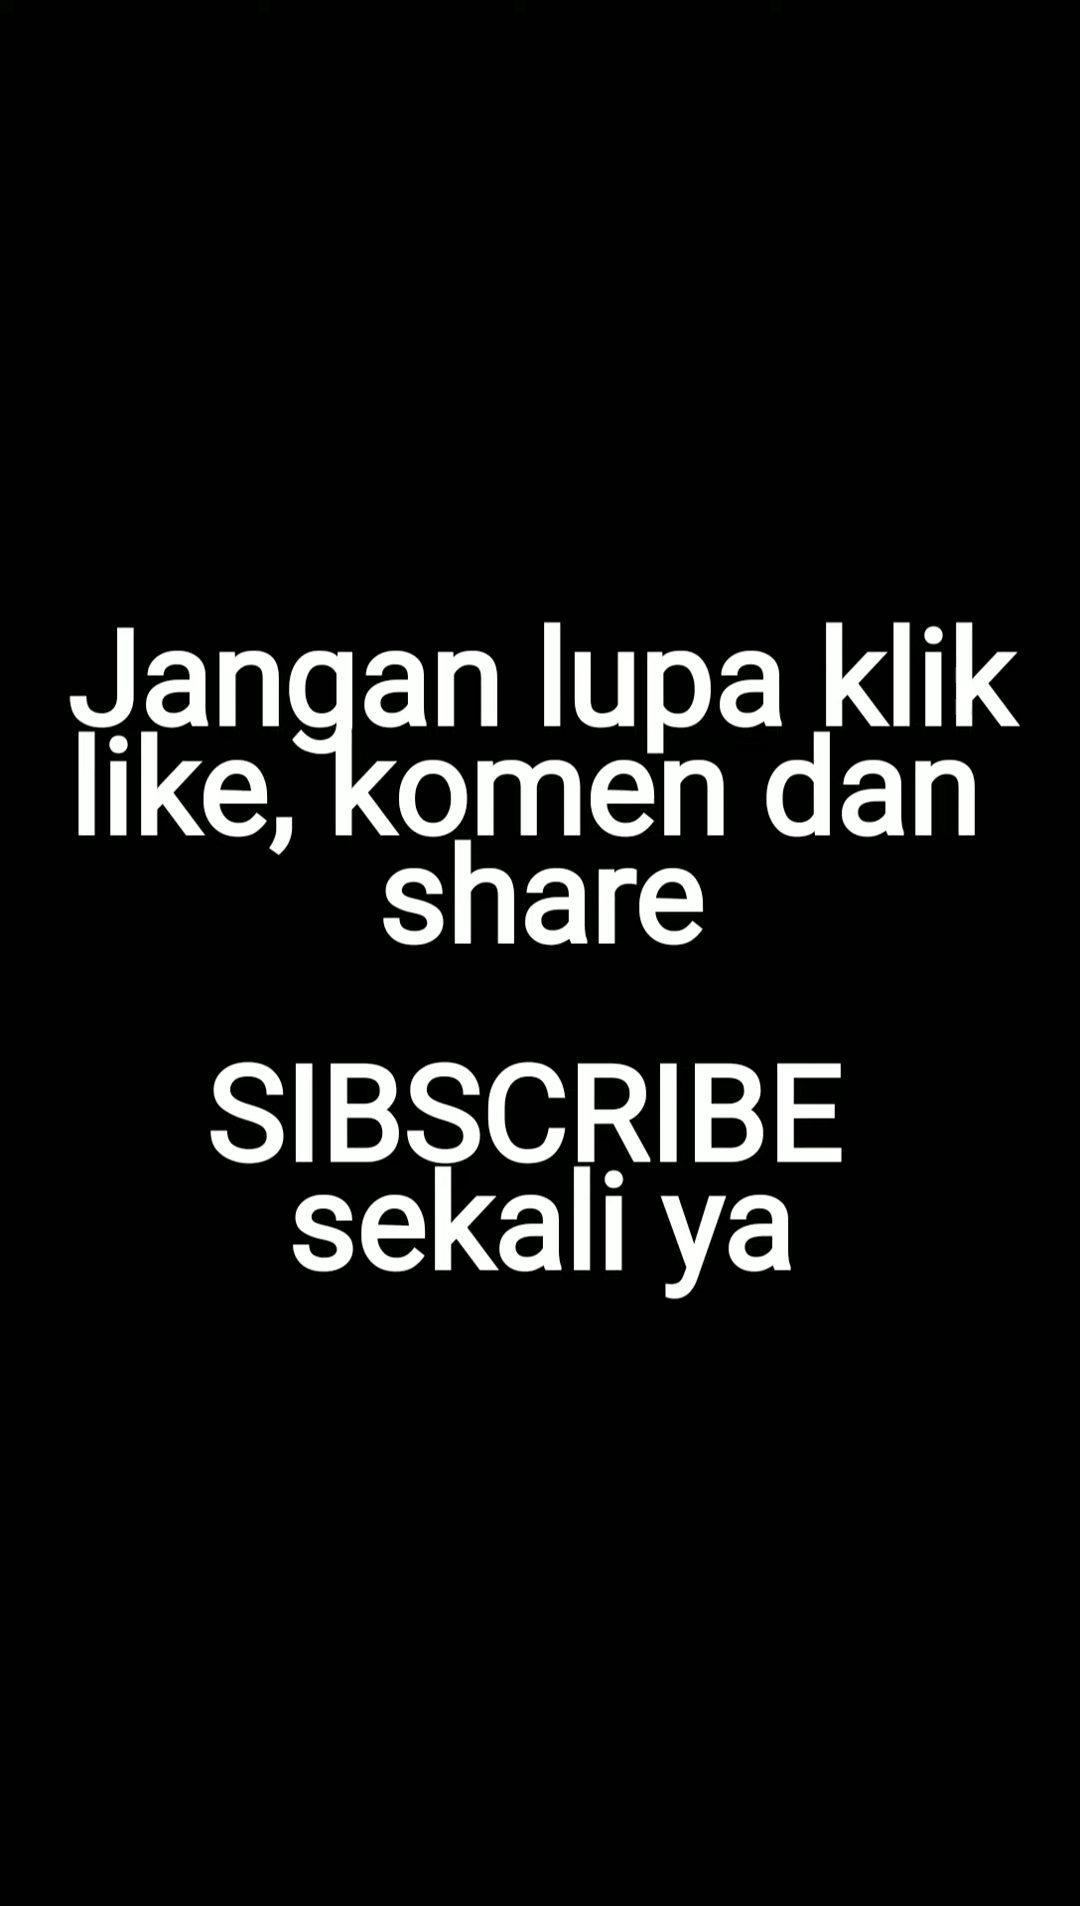 Jangan lupa klik
like, komen dan
share
SIBSCRIBE
sekali ya